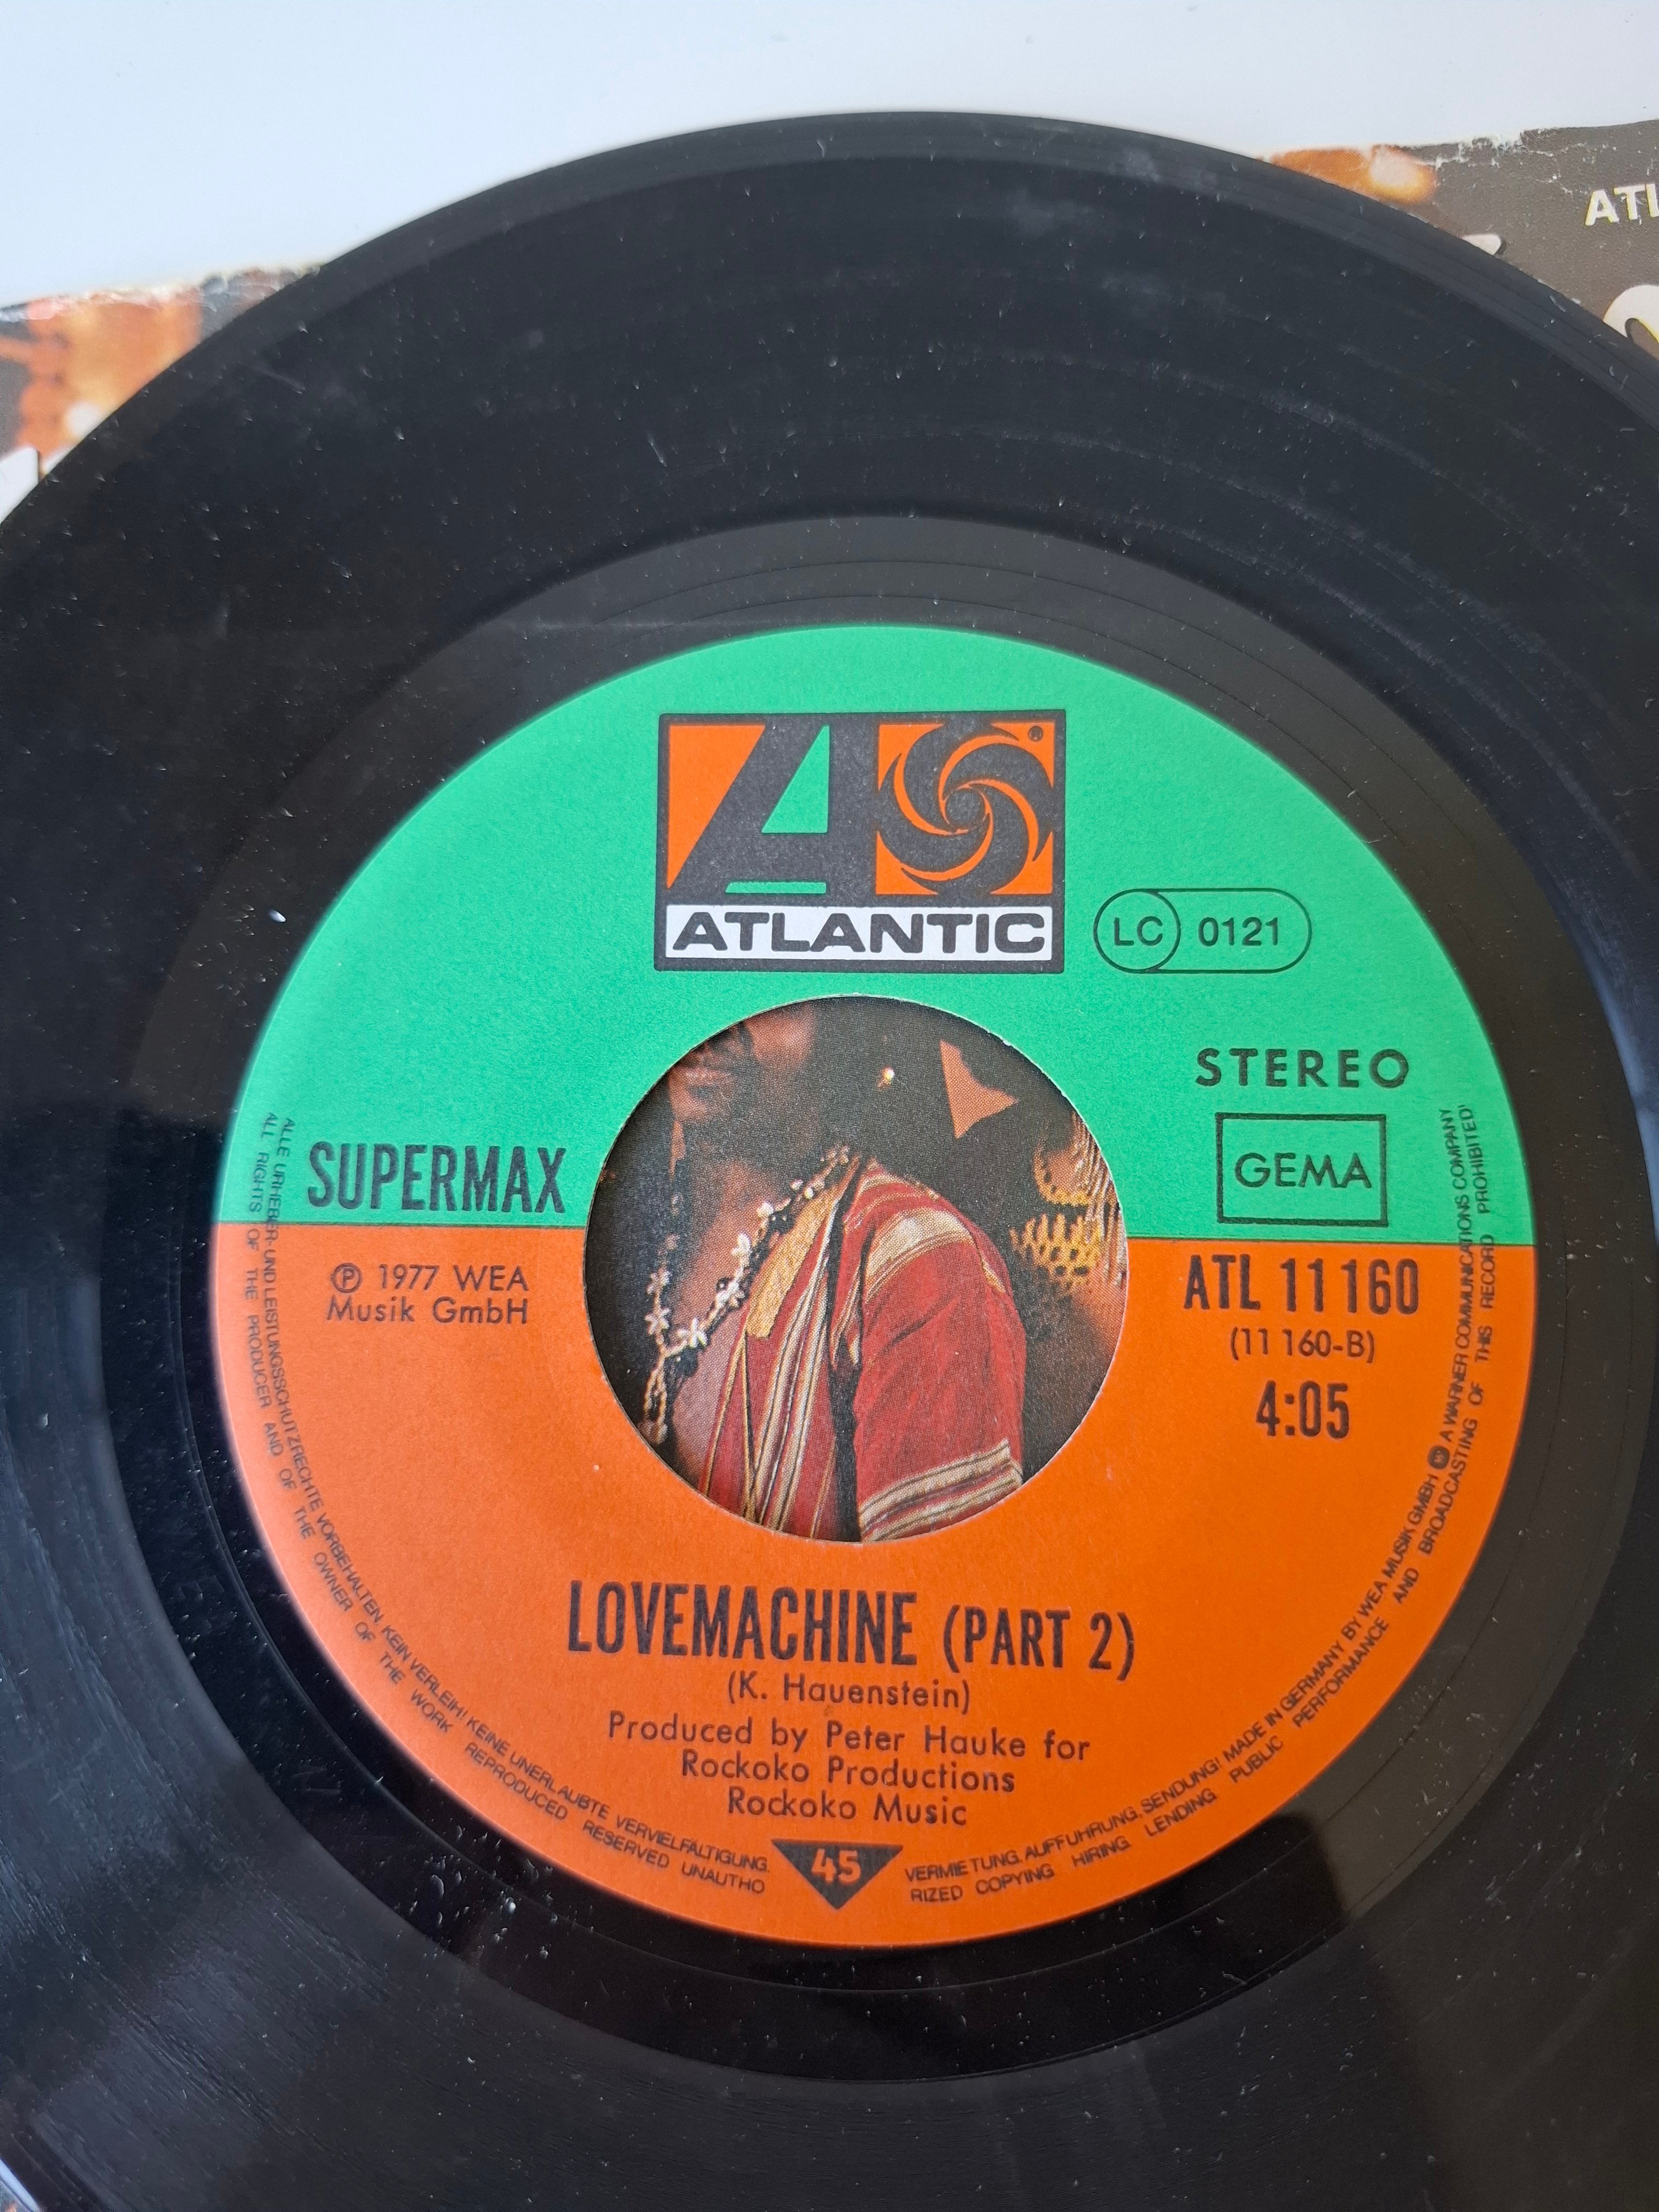 ATL
ATLANTIC
LC 0121
STEREO
GEMA
SUPERMAX
℗ 1977 WEA
Musik GmbH
ATL 11 160
(11 160-B)
4:05
LOVEMACHINE (PART 2)
(K. Hauenstein)
Produced by Peter Hauke for
Rockoko Productions
Rockoko Music
45
ALLE URHEBER- UND LEISTUNGSSCHUTZRECHTE VORBEHALTEN. KEIN VERLEIH! KEINE UNERLAUBTE VERVIELFÄLTIGUNG, VERMIETUNG, AUFFÜHRUNG, SENDUNG! MADE IN GERMANY BY WEA MUSIK GMBH A WARNER COMMUNICATIONS COMPANY
ALL RIGHTS OF THE PRODUCER AND OF THE OWNER OF THE WORK REPRODUCED RESERVED UNAUTHO RIZED COPYING HIRING LENDING PUBLIC PERFORMANCE AND BROADCASTING OF THIS RECORD PROHIBITED!